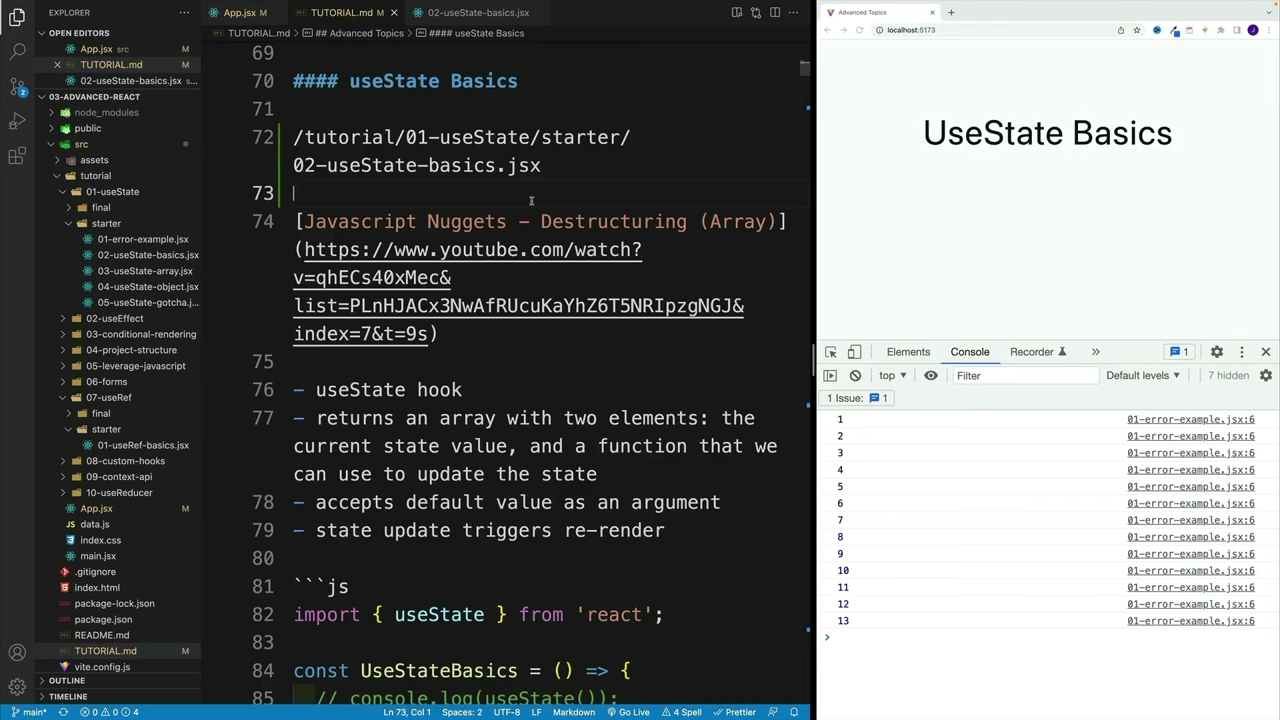 App.jsx M
TUTORIAL.md M
02-useState-basics.jsx
TUTORIAL.md > ## Advanced Topics > #### useState Basics
EXPLORER
OPEN EDITORS
App.jsx src M
TUTORIAL.md M
02-useState-basics.jsx s...
03-ADVANCED-REACT
node_modules
public
src
assets
tutorial
01-useState
final
starter
01-error-example.jsx
02-useState-basics.jsx
03-useState-array.jsx
04-useState-object.jsx
05-useState-gotcha.j...
02-useEffect
03-conditional-rendering
04-project-structure
05-leverage-javascript
06-forms
07-useRef
final
starter
01-useRef-basics.jsx
08-custom-hooks
09-context-api
10-useReducer
App.jsx M
data.js
index.css
main.jsx
.gitignore
index.html
package-lock.json
package.json
README.md
TUTORIAL.md M
vite.config.js
OUTLINE
TIMELINE
2
69
70 #### useState Basics
71
72 /tutorial/01-useState/starter/
02-useState-basics.jsx
73
74 [Javascript Nuggets - Destructuring (Array)]
(https://www.youtube.com/watch?
v=qhECs40xMec&
list=PLnHJACx3NwAfRUcuKaYhZ6T5NRIpzgNGJ&
index=7&t=9s)
75
76 - useState hook
77 - returns an array with two elements: the
current state value, and a function that we
can use to update the state
78 - accepts default value as an argument
79 - state update triggers re-render
80
81 ```js
82 import { useState } from 'react';
83
84 const UseStateBasics = () => {
85 // console.log(useState());
main* 0 0 4
Ln 73, Col 1 Spaces: 2 UTF-8 LF Markdown Go Live 4 Spell Prettier
Advanced Topics
localhost:5173
J
UseState Basics
Elements Console Recorder 1
top Filter Default levels 7 hidden
1 Issue: 1
1 01-error-example.jsx:6
2 01-error-example.jsx:6
3 01-error-example.jsx:6
4 01-error-example.jsx:6
5 01-error-example.jsx:6
6 01-error-example.jsx:6
7 01-error-example.jsx:6
8 01-error-example.jsx:6
9 01-error-example.jsx:6
10 01-error-example.jsx:6
11 01-error-example.jsx:6
12 01-error-example.jsx:6
13 01-error-example.jsx:6